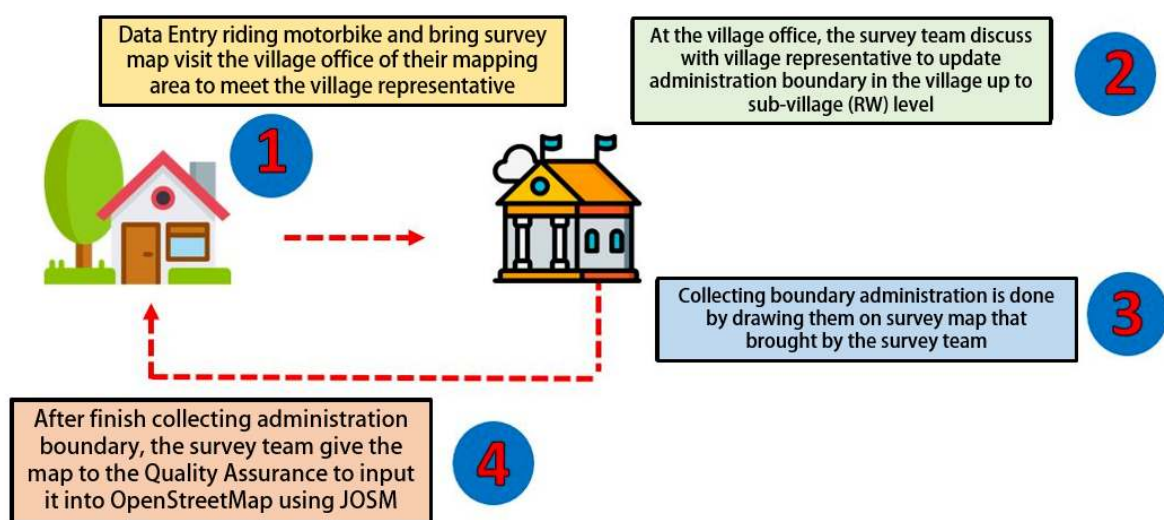 Data Entry riding motorbike and bring survey
map visit the village office of their mapping
area to meet the village representative
1
At the village office, the survey team discuss
with village representative to update
administration boundary in the village up to
sub-village (RW) level
2
Collecting boundary administration is done
by drawing them on survey map that
brought by the survey team
3
After finish collecting administration
boundary, the survey team give the
map to the Quality Assurance to input
it into OpenStreetMap using JOSM
4